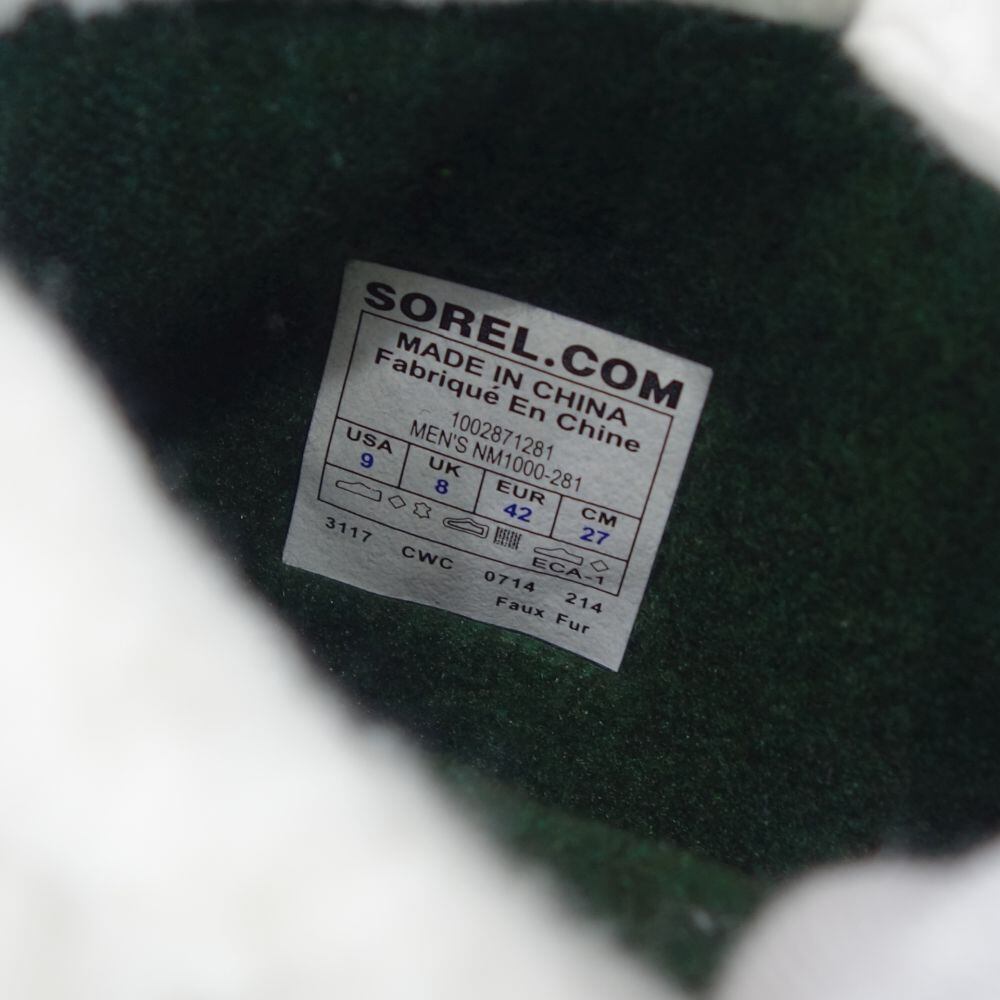 SOREL.COM
MADE IN CHINA
Fabriqué En Chine
1002871281
MEN'S NM1000-281
USA UK EUR CM
9 8 42 27
ECA-1
3117 CWC 0714 214
Faux Fur